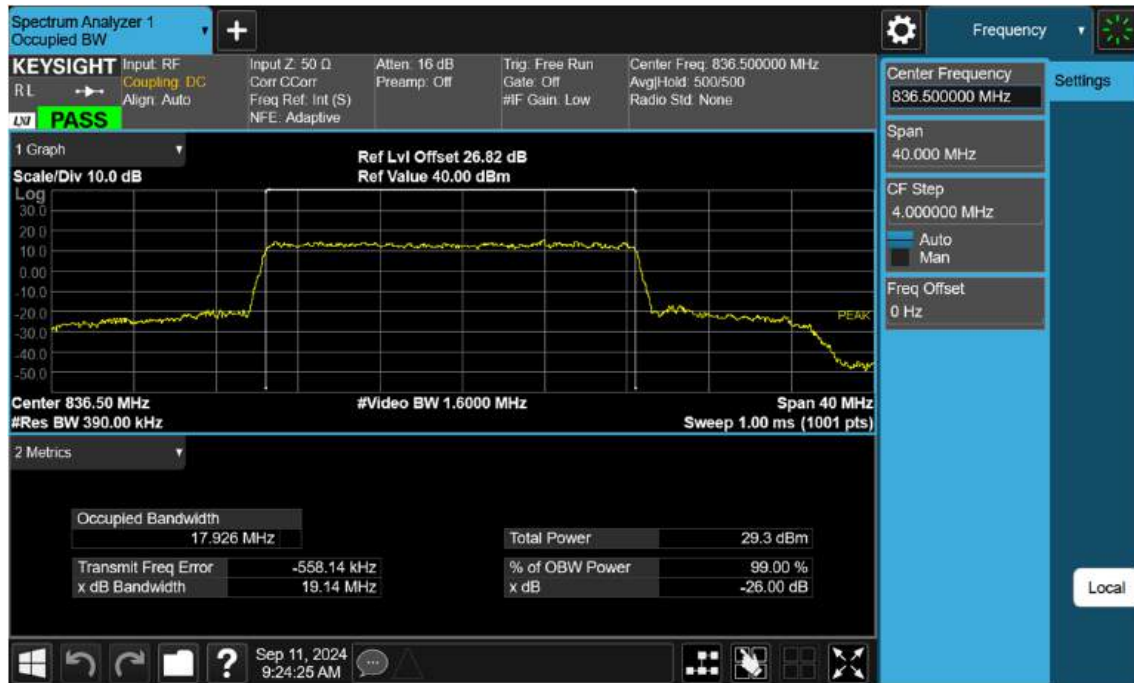 Spectrum Analyzer 1
Occupied BW
+
Frequency
KEYSIGHT
Input: RF
Coupling: DC
Align: Auto
Input Z: 50 Ω
Corr CCorr
Freq Ref: Int (S)
NFE: Adaptive
Atten: 16 dB
Preamp: Off
Trig: Free Run
Gate: Off
#IF Gain: Low
Center Freq: 836.500000 MHz
Avg|Hold: 500/500
Radio Std: None
R L
LXI
PASS
Center Frequency
836.500000 MHz
Settings
Span
40.000 MHz
CF Step
4.000000 MHz
Auto
Man
Freq Offset
0 Hz
Local
1 Graph
Scale/Div 10.0 dB
Ref Lvl Offset 26.82 dB
Ref Value 40.00 dBm
Log
30.0
20.0
10.0
0.00
-10.0
-20.0
-30.0
-40.0
-50.0
PEAK
Center 836.50 MHz
#Res BW 390.00 kHz
#Video BW 1.6000 MHz
Span 40 MHz
Sweep 1.00 ms (1001 pts)
2 Metrics
Occupied Bandwidth
17.926 MHz
Total Power 29.3 dBm
Transmit Freq Error -558.14 kHz
% of OBW Power 99.00 %
x dB Bandwidth 19.14 MHz
x dB -26.00 dB
?
Sep 11, 2024
9:24:25 AM